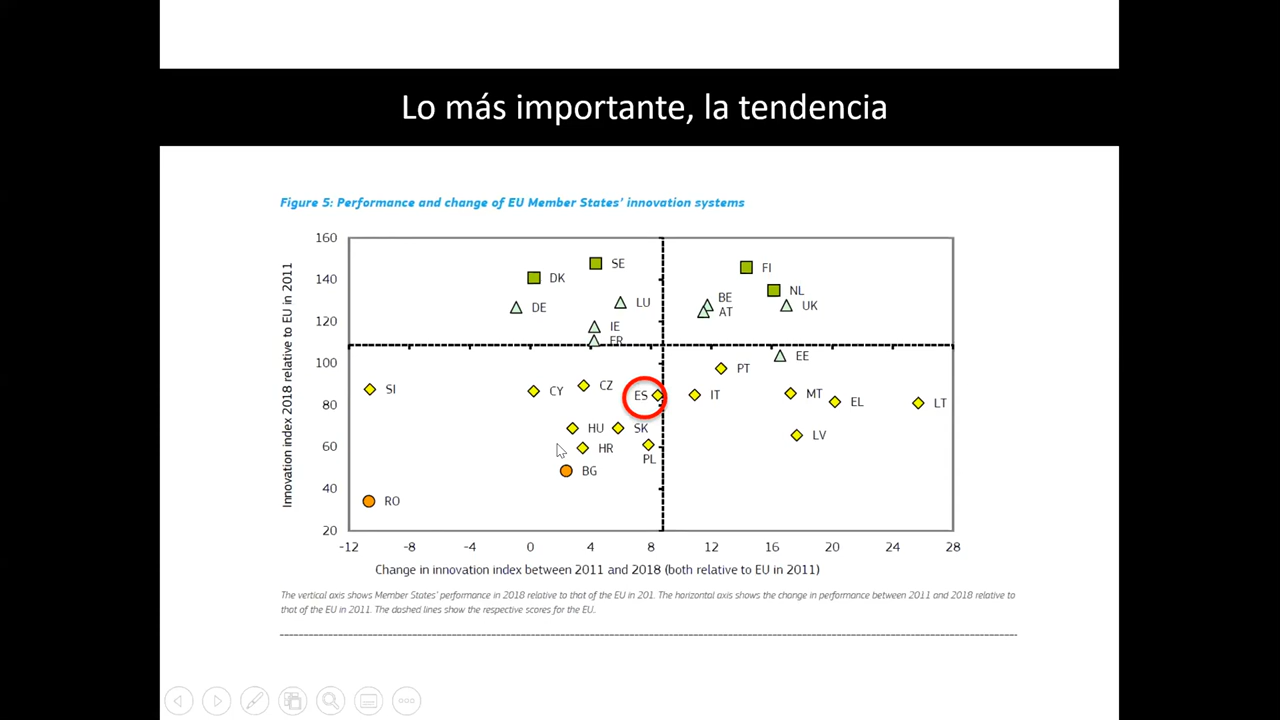 Lo más importante, la tendencia
Figure 5: Performance and change of EU Member States' innovation systems
Innovation index 2018 relative to EU in 2011
160
140
120
100
80
60
40
20
SE
FI
DK
NL
DE
LU
BE
UK
AT
IE
FR
EE
PT
SI
CY
CZ
ES
IT
MT
EL
LT
HU
SK
LV
HR
PL
BG
RO
-12 -8 -4 0 4 8 12 16 20 24 28
Change in innovation index between 2011 and 2018 (both relative to EU in 2011)
The vertical axis shows Member States' performance in 2018 relative to that of the EU in 201. The horizontal axis shows the change in performance between 2011 and 2018 relative to
that of the EU in 2011. The dashed lines show the respective scores for the EU.